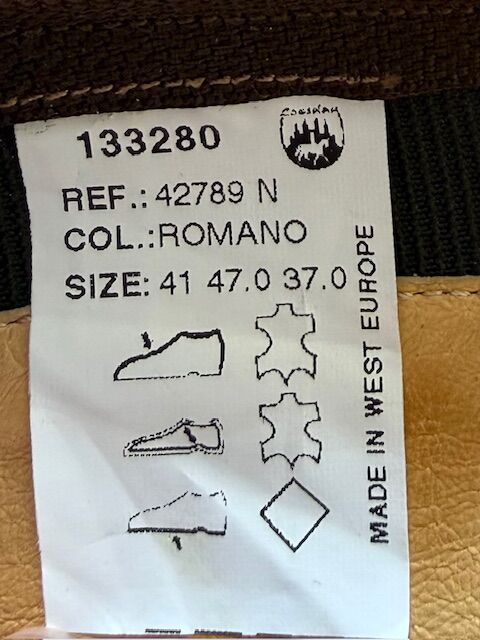 133280
REF.: 42789 N
COL.:ROMANO
SIZE: 41 47.0 37.0
MADE IN WEST EUROPE